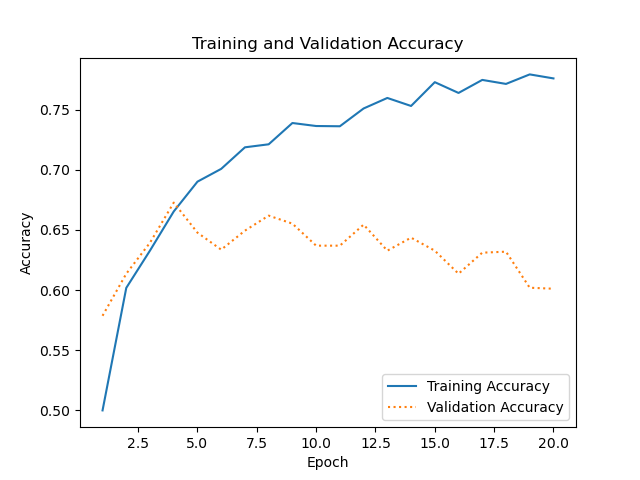 Training and Validation Accuracy
Accuracy
0.75
0.70
0.65
0.60
0.55
0.50
Training Accuracy
Validation Accuracy
2.5 5.0 7.5 10.0 12.5 15.0 17.5 20.0
Epoch